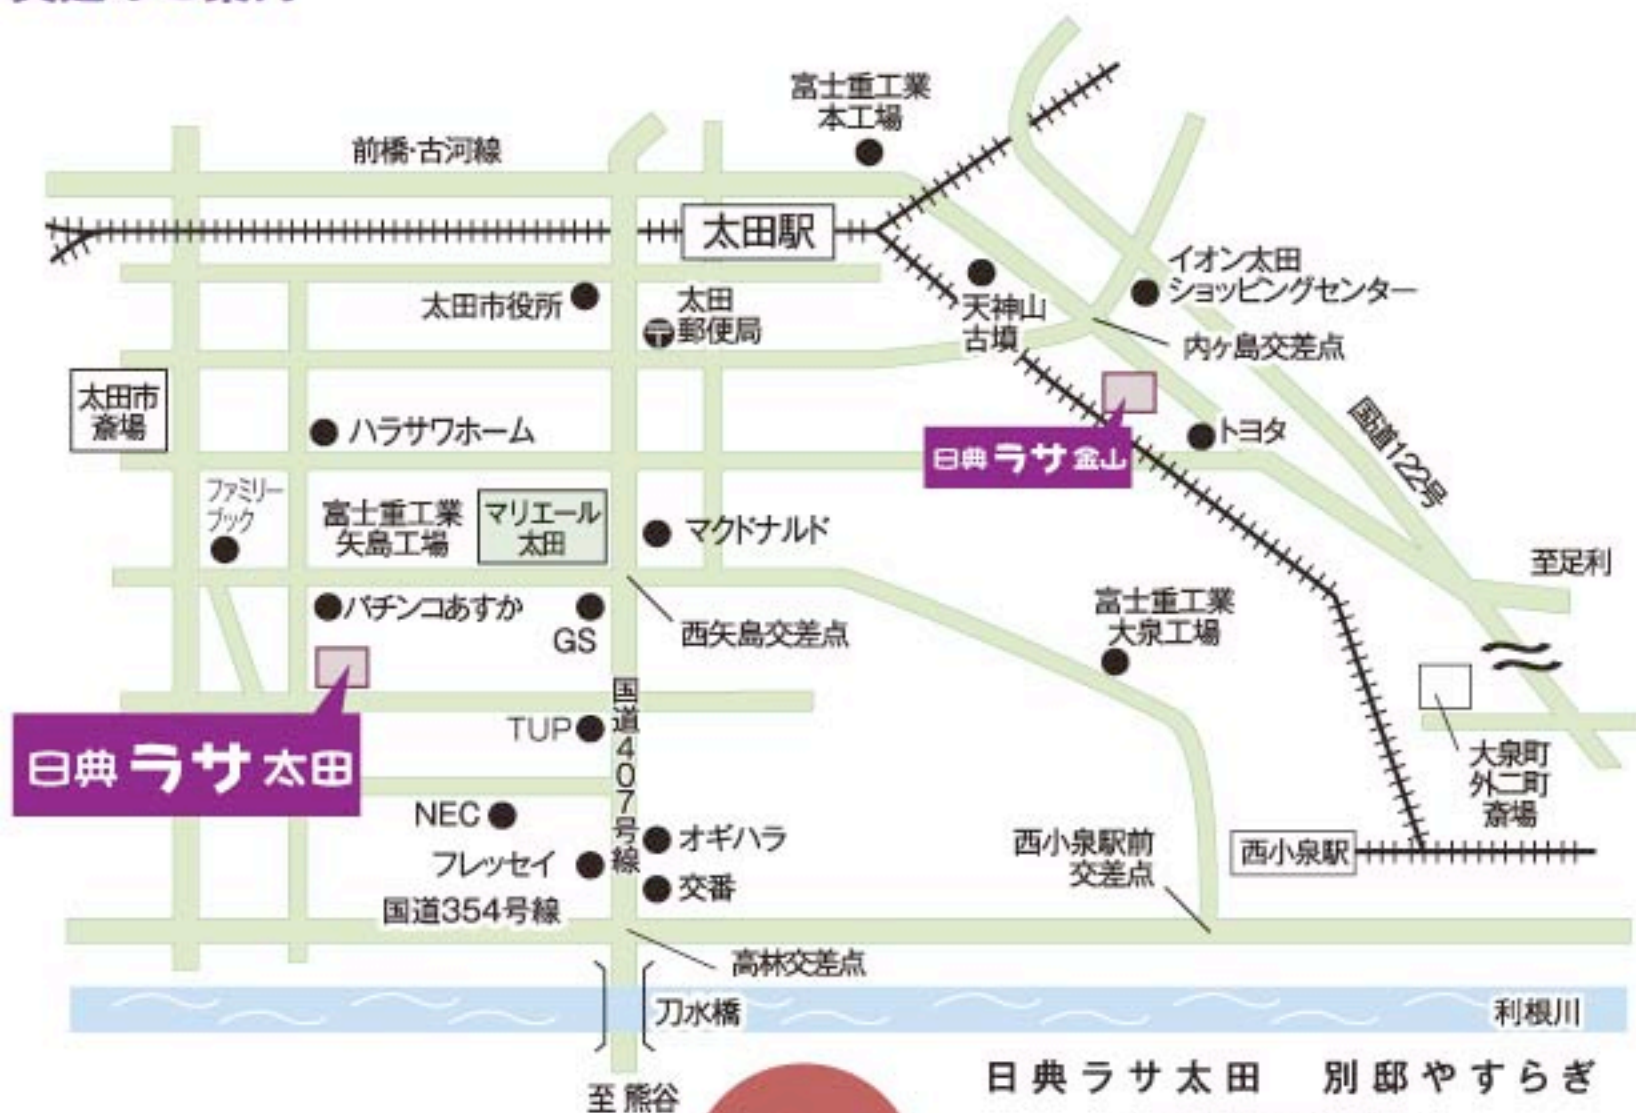 富士重工業
本工場
前橋・古河線
太田駅
イオン太田
ショッピングセンター
太田市役所
太田
郵便局
天神山
古墳
内ヶ島交差点
太田市
斎場
ハラサワホーム
日典 ラサ 金山
トヨタ
国道122号
ファミリー
ブック
富士重工業
矢島工場
マリエール
太田
マクドナルド
至足利
パチンコあすか
GS
西矢島交差点
富士重工業
大泉工場
国道407号線
TUP
日典 ラサ 太田
大泉町
外二町
斎場
NEC
オギハラ
フレッセイ
交番
西小泉駅前
交差点
西小泉駅
国道354号線
高林交差点
刀水橋
利根川
至 熊谷
日典ラサ太田 別邸やすらぎ